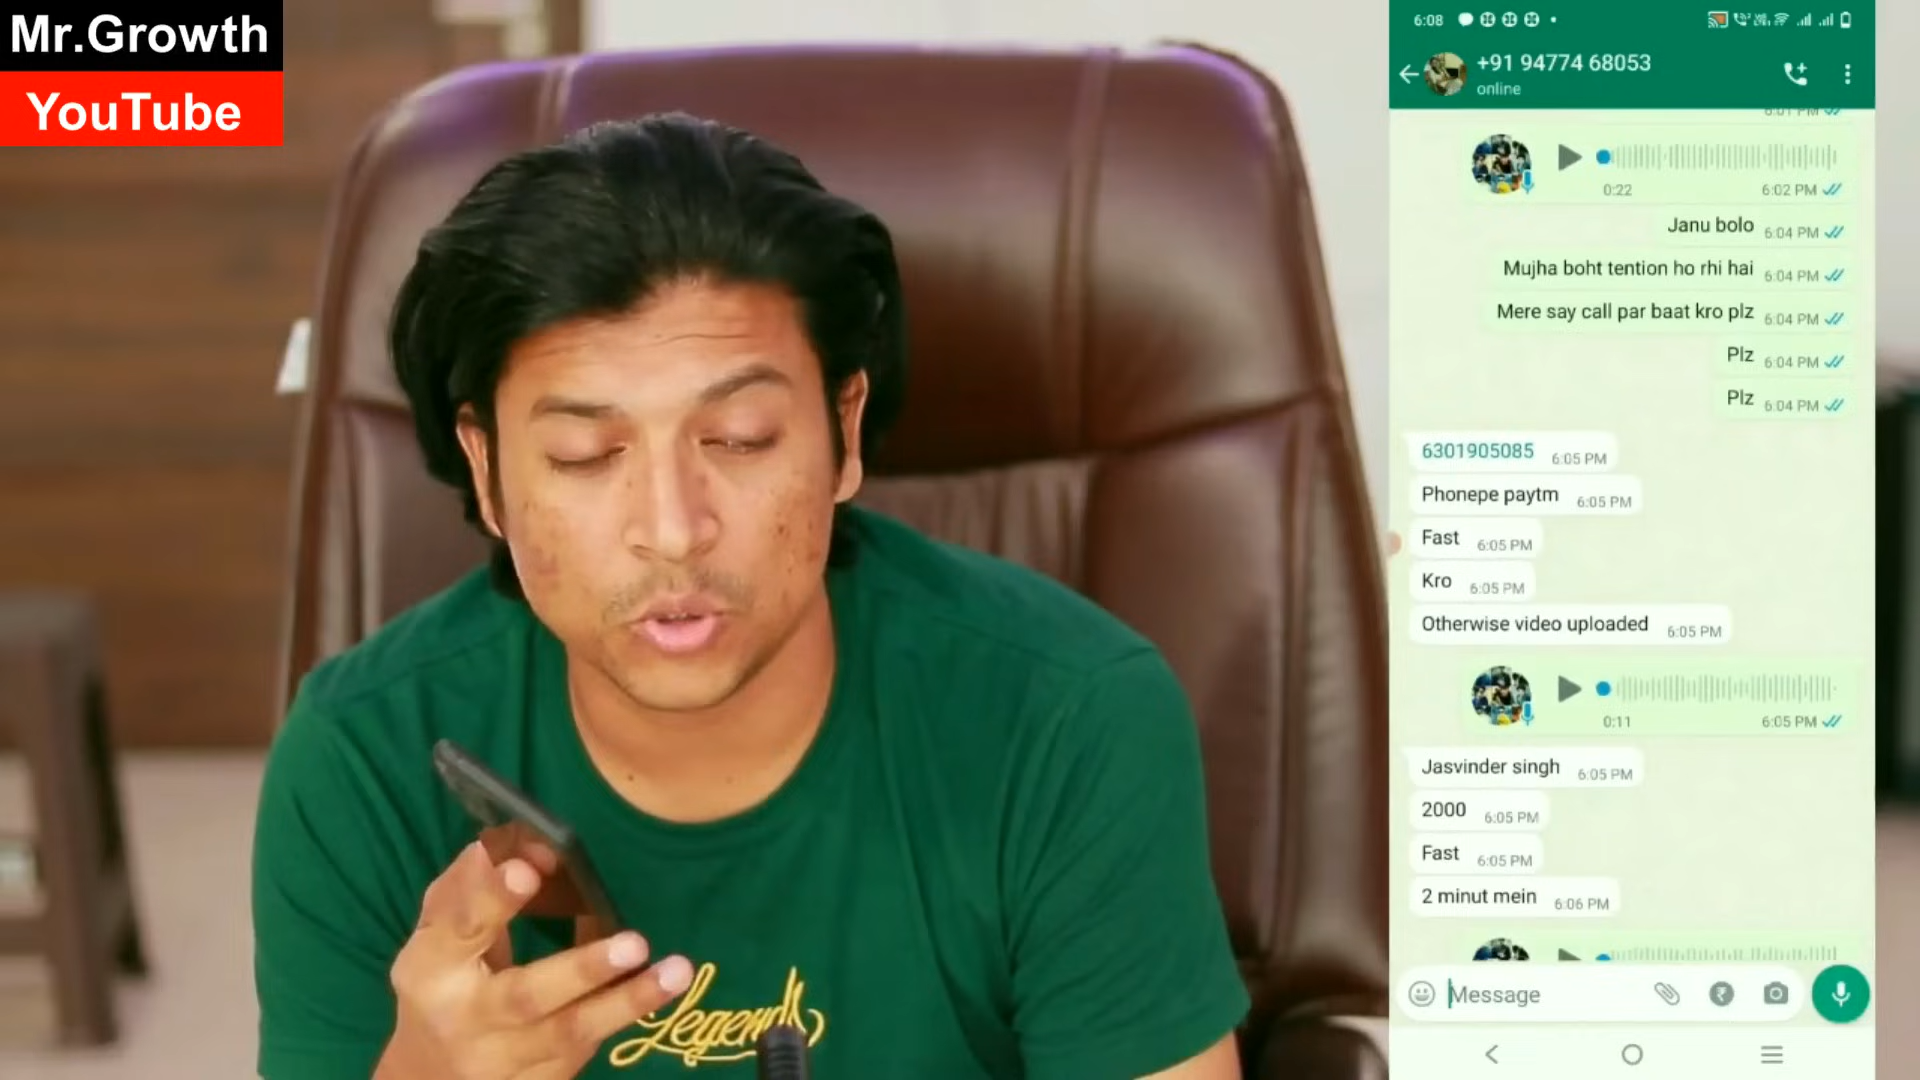 Mr.Growth
YouTube
6:08
+91 94774 68053
online
6:01 PM
0:22 6:02 PM
Janu bolo 6:04 PM
Mujha boht tention ho rhi hai 6:04 PM
Mere say call par baat kro plz 6:04 PM
Plz 6:04 PM
Plz 6:04 PM
6301905085 6:05 PM
Phonepe paytm 6:05 PM
Fast 6:05 PM
Kro 6:05 PM
Otherwise video uploaded 6:05 PM
0:11 6:05 PM
Jasvinder singh 6:05 PM
2000 6:05 PM
Fast 6:05 PM
2 minut mein 6:06 PM
Message
Legends